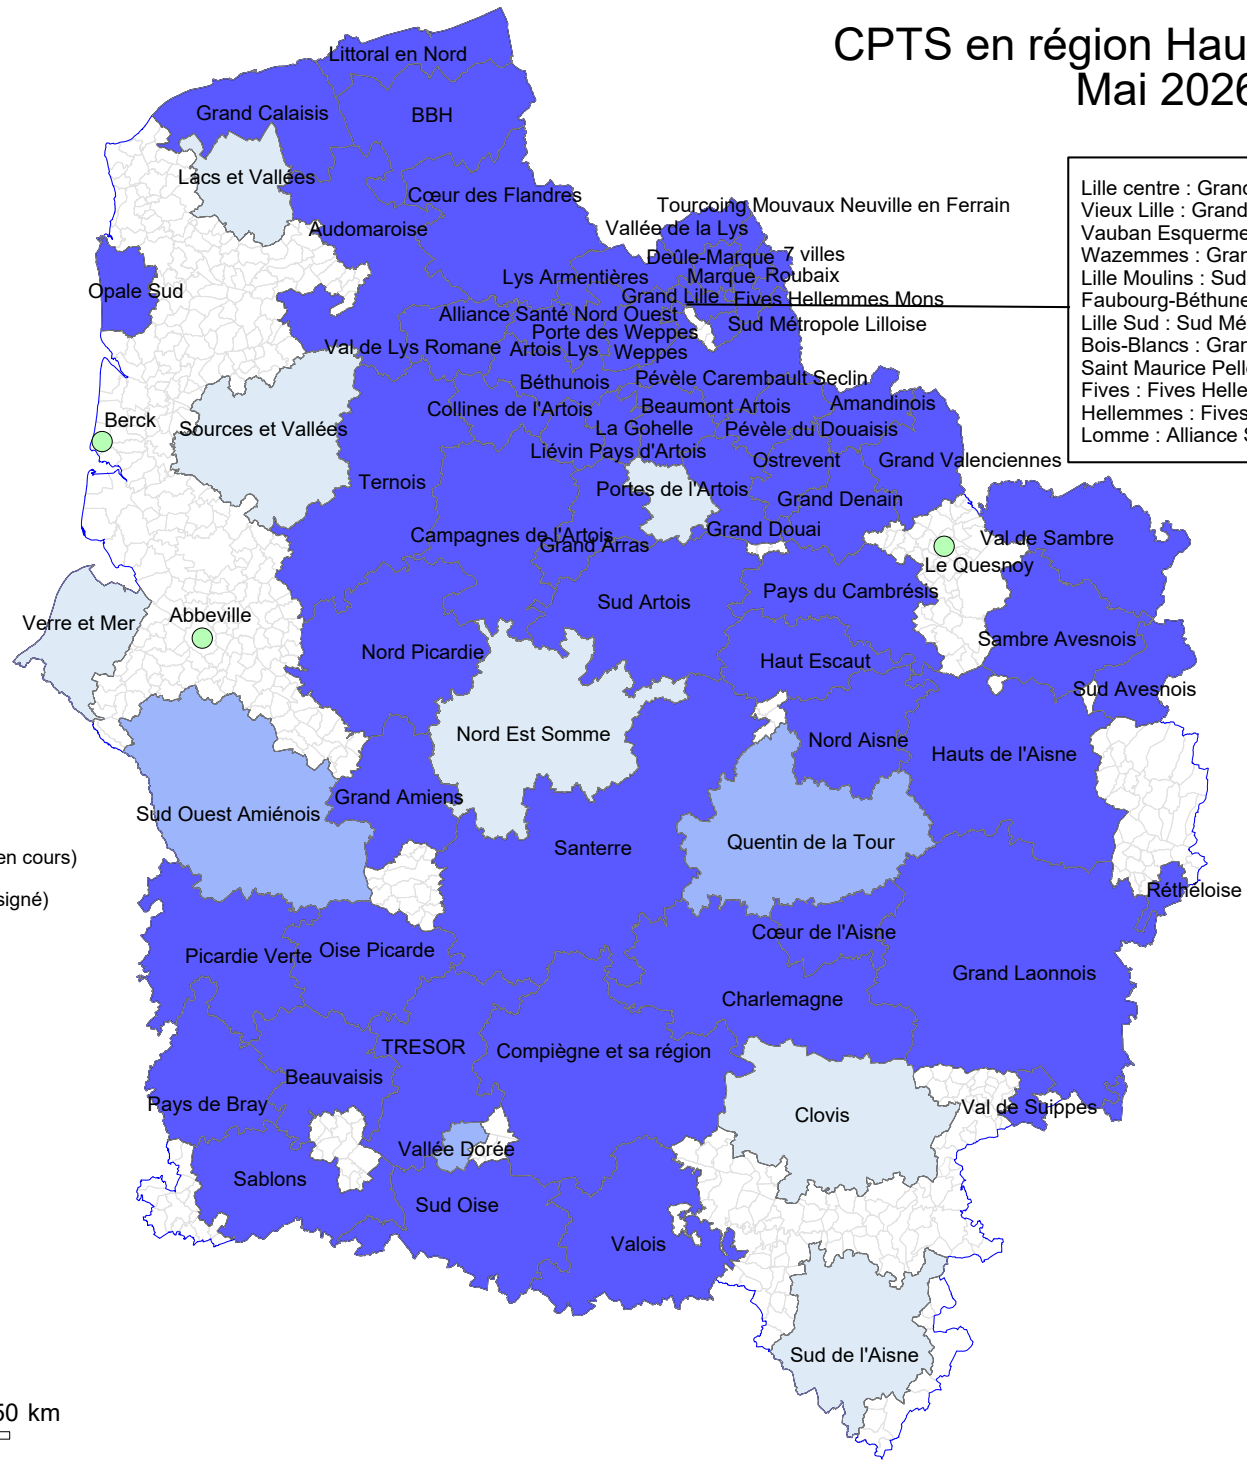 CPTS en région Hau
Mai 2026
Lille centre : Grand
Vieux Lille : Grand
Vauban Esquerme
Wazemmes : Gran
Lille Moulins : Sud
Faubourg-Béthune
Lille Sud : Sud Mé
Bois-Blancs : Gran
Saint Maurice Pelle
Fives : Fives Helle
Hellemmes : Fives
Lomme : Alliance S
Littoral en Nord
Grand Calaisis
BBH
Lacs et Vallées
Cœur des Flandres
Audomaroise
Tourcoing Mouvaux Neuville en Ferrain
Vallée de la Lys
Deûle-Marque
7 villes
Marque
Roubaix
Opale Sud
Lys Armentières
Grand Lille
Fives Hellemmes Mons
Alliance Santé Nord Ouest
Sud Métropole Lilloise
Porte des Weppes
Val de Lys Romane
Artois Lys
Weppes
Béthunois
Pévèle Carembault Seclin
Collines de l'Artois
Beaumont Artois
Amandinois
Berck
Sources et Vallées
La Gohelle
Pévèle du Douaisis
Liévin Pays d'Artois
Ostrevent
Grand Valenciennes
Ternois
Portes de l'Artois
Grand Denain
Campagnes de l'Artois
Grand Arras
Grand Douai
Val de Sambre
Le Quesnoy
Pays du Cambrésis
Sud Artois
Verre et Mer
Abbeville
Sambre Avesnois
Nord Picardie
Haut Escaut
Sud Avesnois
Nord Est Somme
Nord Aisne
Hauts de l'Aisne
Grand Amiens
Sud Ouest Amiénois
Santerre
Quentin de la Tour
en cours)
signé)
Réthéloise
Picardie Verte
Oise Picarde
Cœur de l'Aisne
Grand Laonnois
Charlemagne
TRESOR
Compiègne et sa région
Beauvaisis
Pays de Bray
Clovis
Val de Suippes
Vallée Dorée
Sablons
Sud Oise
Valois
Sud de l'Aisne
50 km